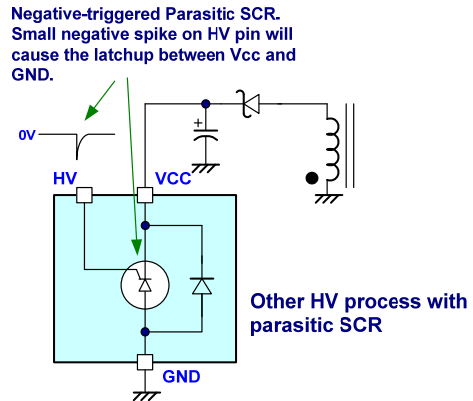 Negative-triggered Parasitic SCR.
Small negative spike on HV pin will
cause the latchup between Vcc and
GND.
0V
+
HV
VCC
Other HV process with
parasitic SCR
GND